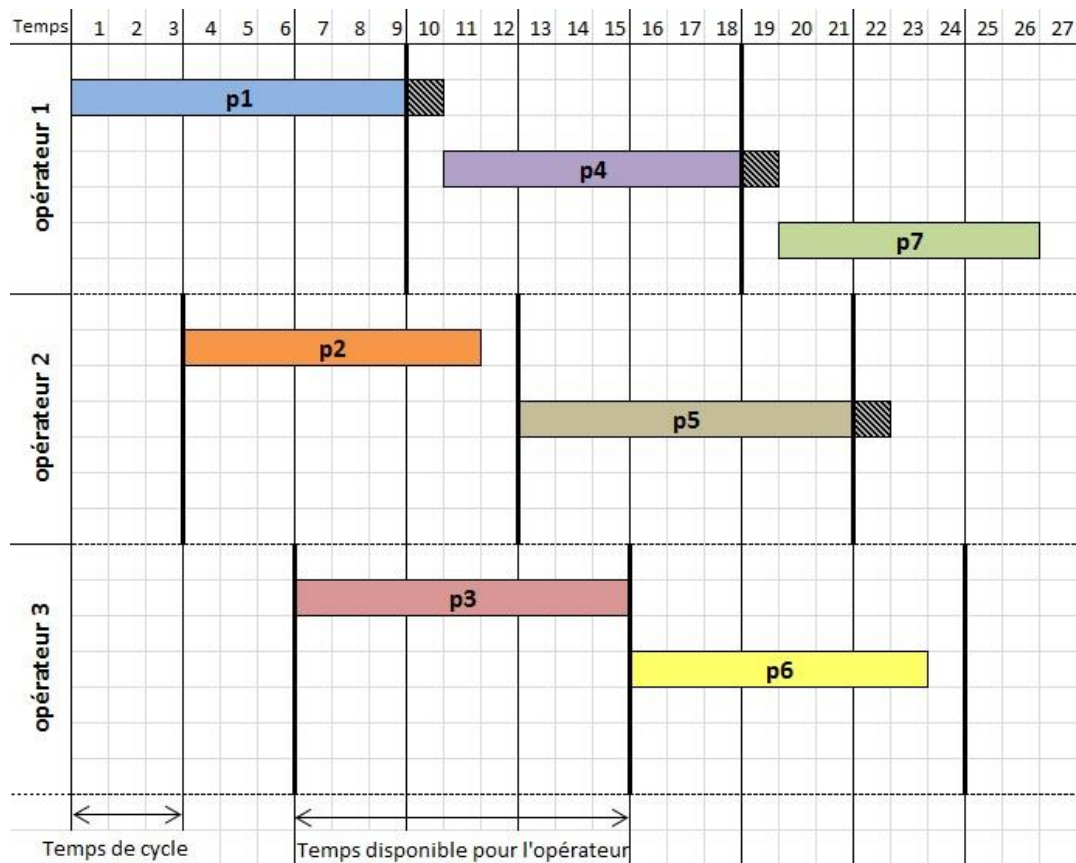 Temps 1 2 3 4 5 6 7 8 9 10 11 12 13 14 15 16 17 18 19 20 21 22 23 24 25 26 27
opérateur 1
p1
p4
p7
opérateur 2
p2
p5
opérateur 3
p3
p6
Temps de cycle
Temps disponible pour l'opérateur